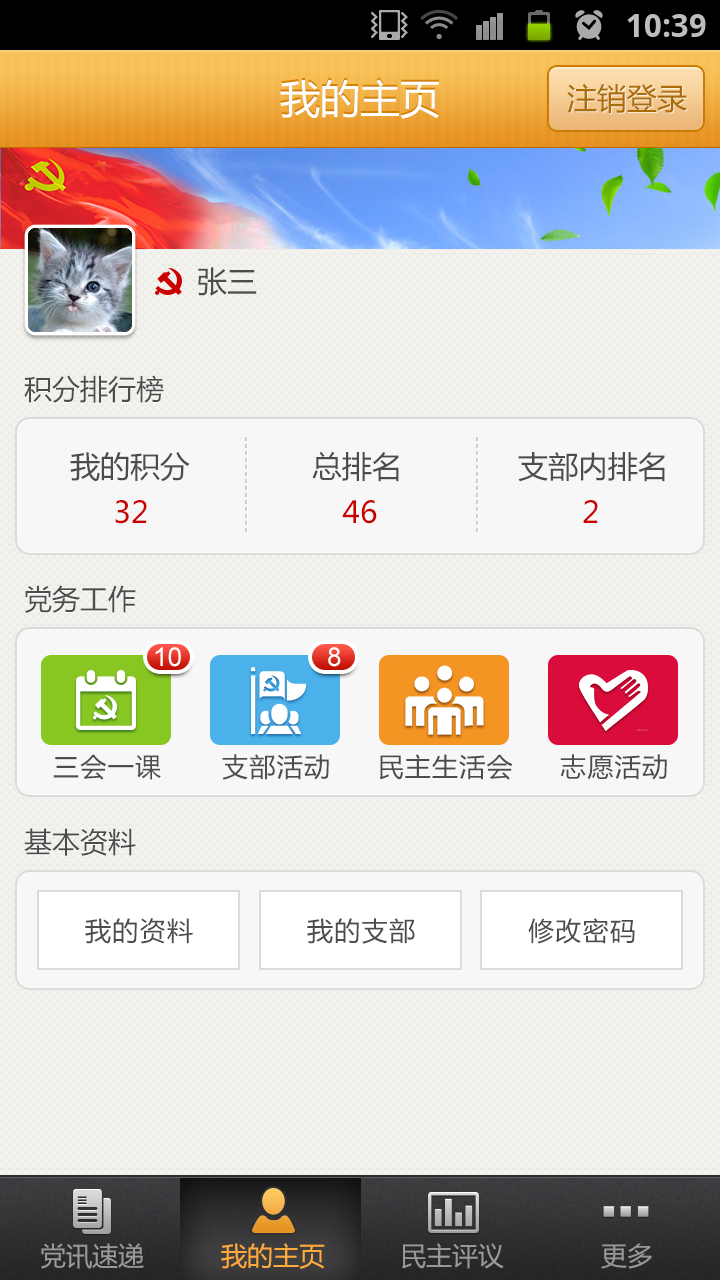 10:39
我的主页
注销登录
张三
积分排行榜
我的积分 总排名 支部内排名
32 46 2
党务工作
10 8
三会一课 支部活动 民主生活会 志愿活动
基本资料
我的资料 我的支部 修改密码
党讯速递 我的主页 民主评议 更多